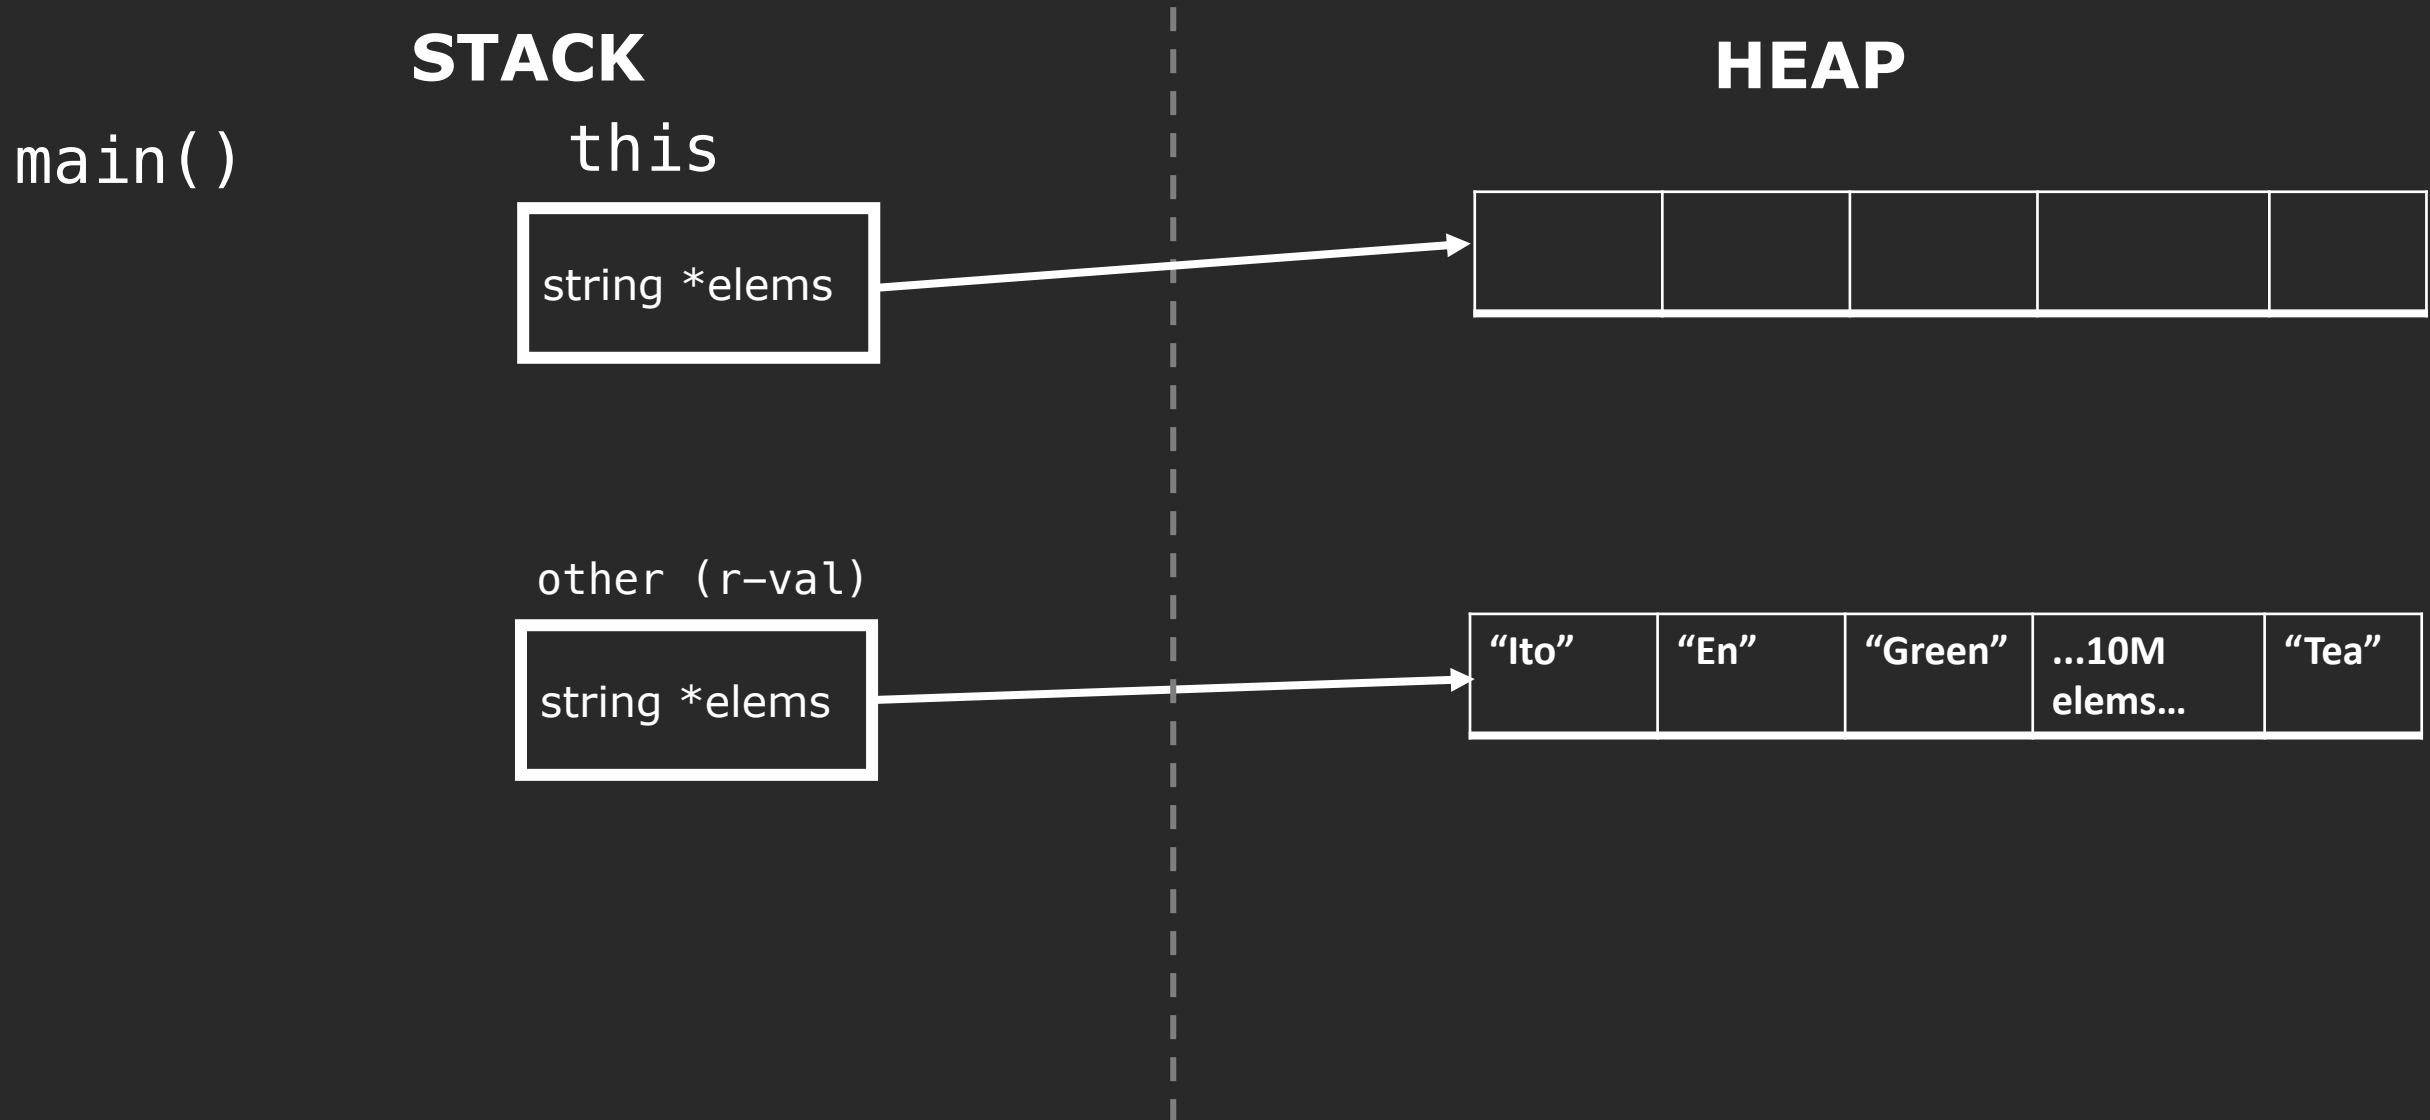 STACK
HEAP
main()
this
string *elems
other (r-val)
string *elems
“Ito”
“En”
“Green”
...10M
elems...
“Tea”